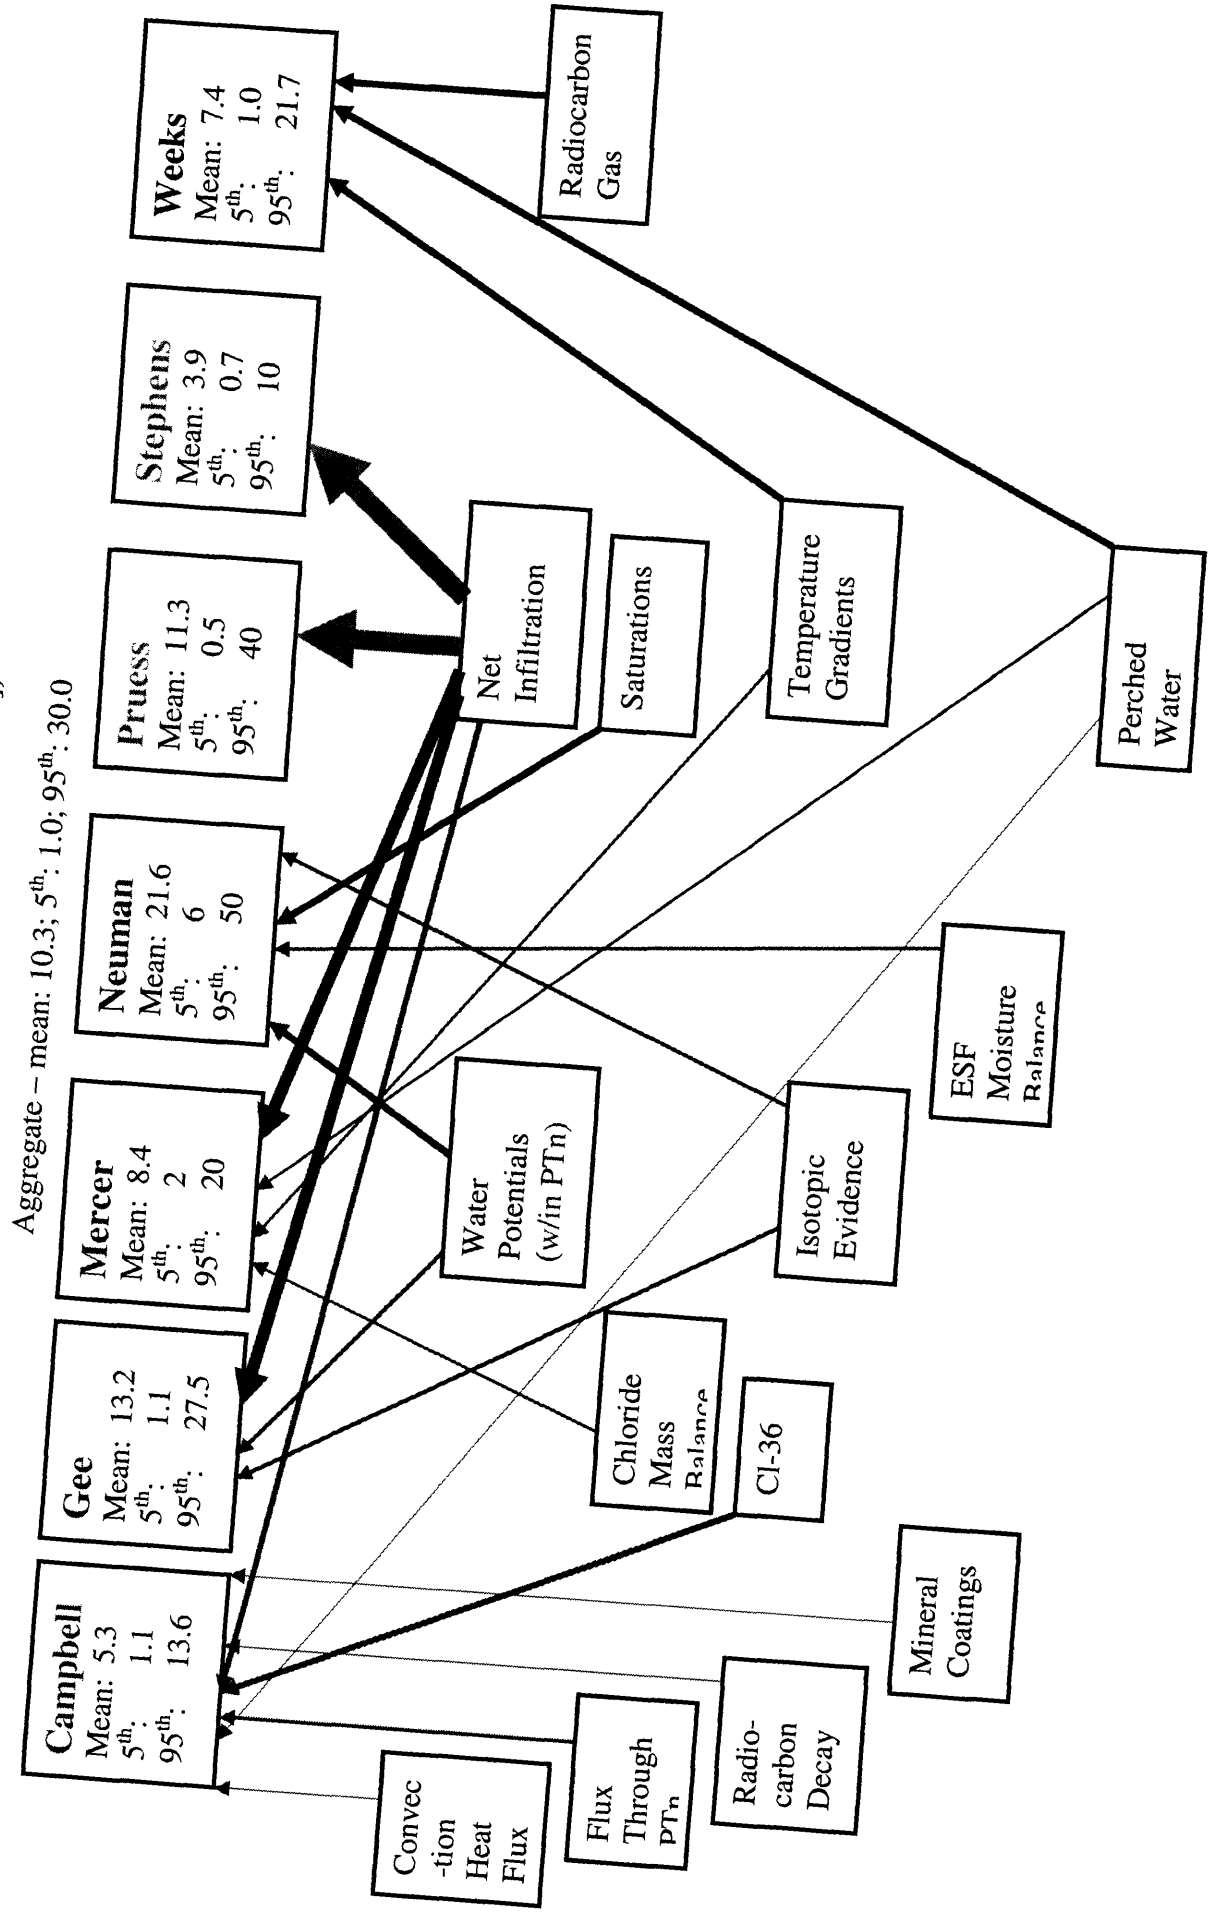 Aggregate – mean: 10.3; 5th: 1.0; 95th: 30.0
Campbell
Mean: 5.3
5th: 1.1
95th: 13.6
Gee
Mean: 13.2
5th: 1.1
95th: 27.5
Mercer
Mean: 8.4
5th: 2
95th: 20
Neuman
Mean: 21.6
5th: 6
95th: 50
Pruess
Mean: 11.3
5th: 0.5
95th: 40
Stephens
Mean: 3.9
5th: 0.7
95th: 10
Weeks
Mean: 7.4
5th: 1.0
95th: 21.7
Convec
-tion
Heat
Flux
Flux
Through
PTn
Radio-
carbon
Decay
Mineral
Coatings
Cl-36
Chloride
Mass
Balance
Water
Potentials
(w/in PTn)
Isotopic
Evidence
ESF
Moisture
Balance
Net
Infiltration
Saturations
Temperature
Gradients
Perched
Water
Radiocarbon
Gas